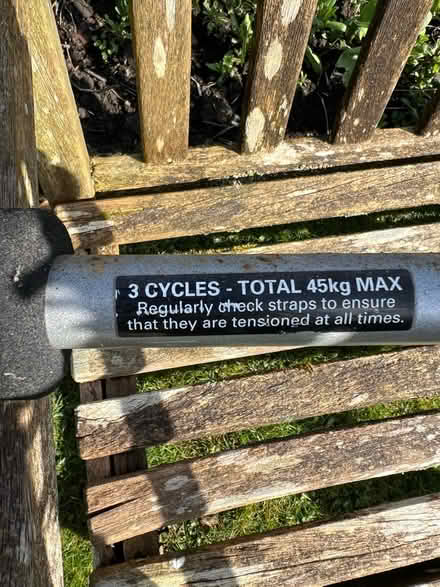 3 CYCLES - TOTAL 45kg MAX
Regularly check straps to ensure
that they are tensioned at all times.